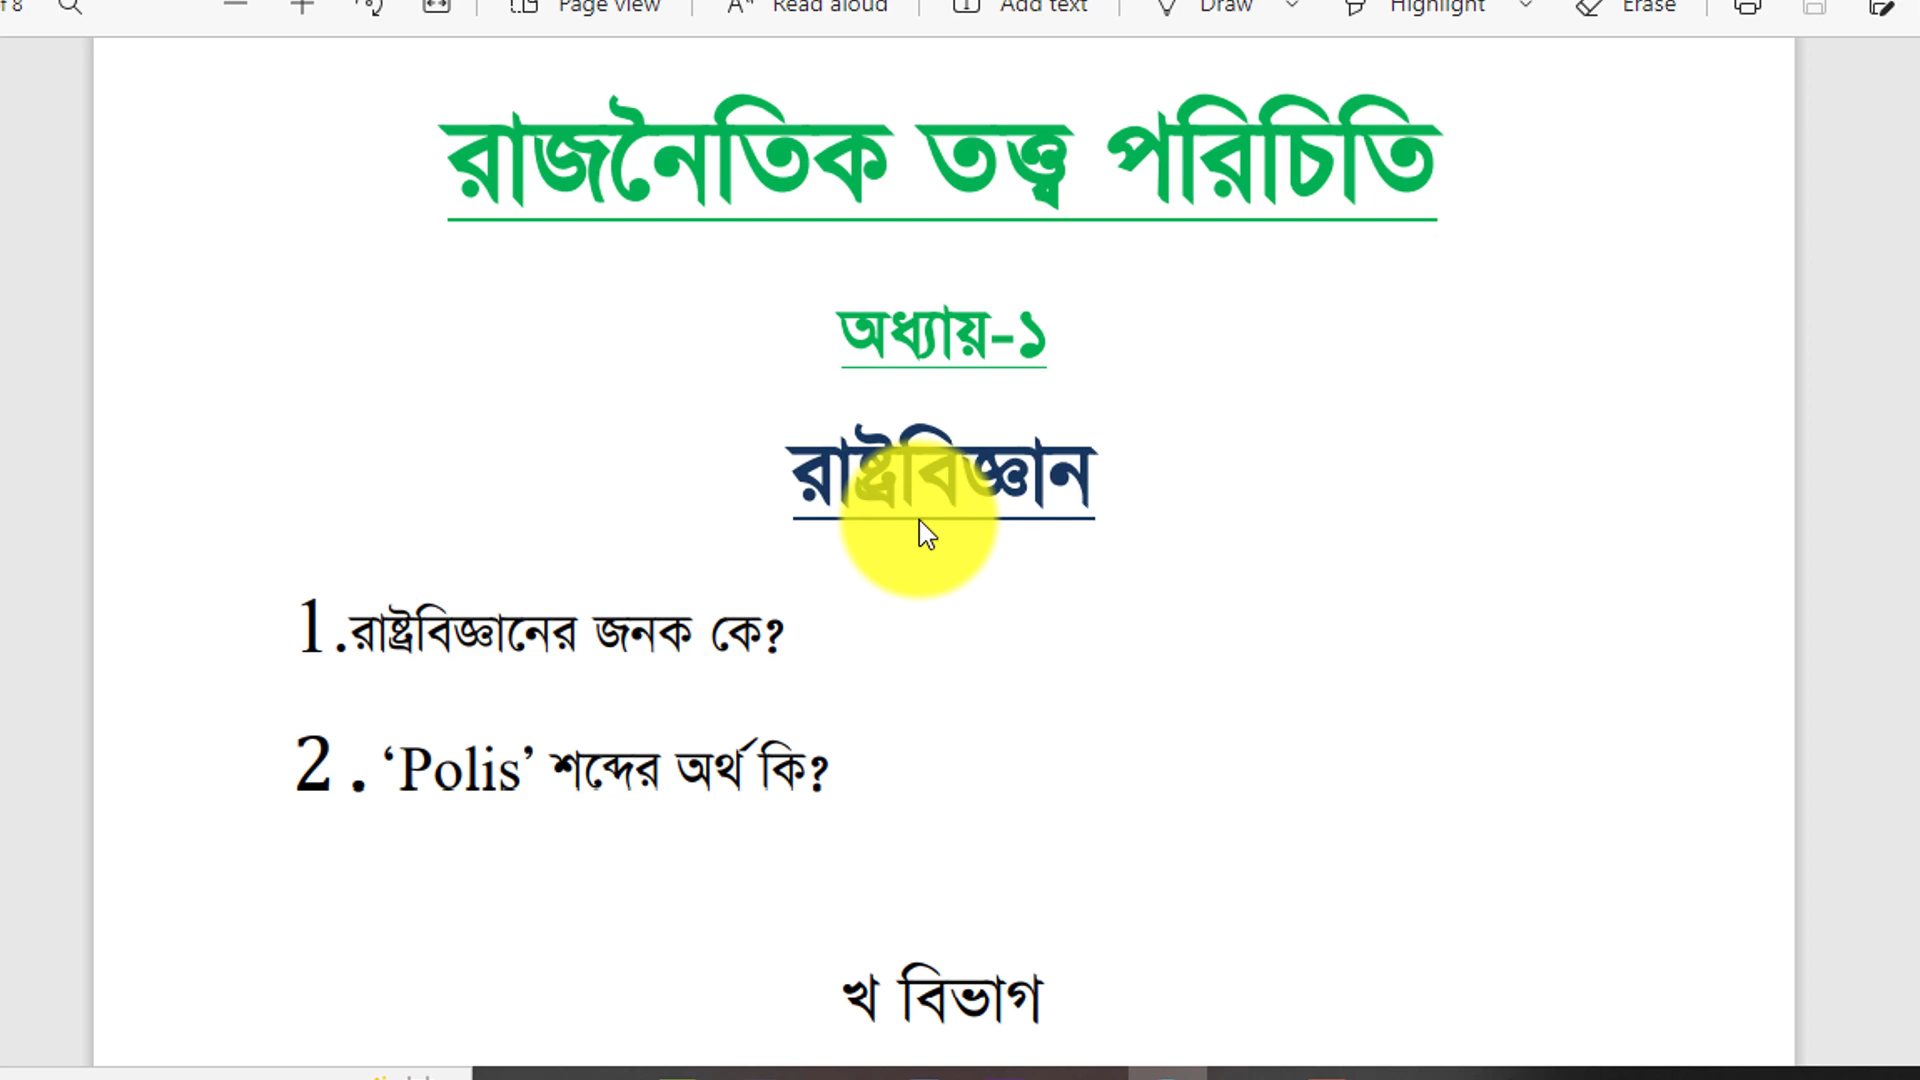 f 8 Page view Read aloud Add text Draw Highlight Erase
রাজনৈতিক তত্ত্ব পরিচিতি
অধ্যায়-১
রাষ্ট্রবিজ্ঞান
1.রাষ্ট্রবিজ্ঞানের জনক কে?
2. ‘Polis’ শব্দের অর্থ কি?
খ বিভাগ